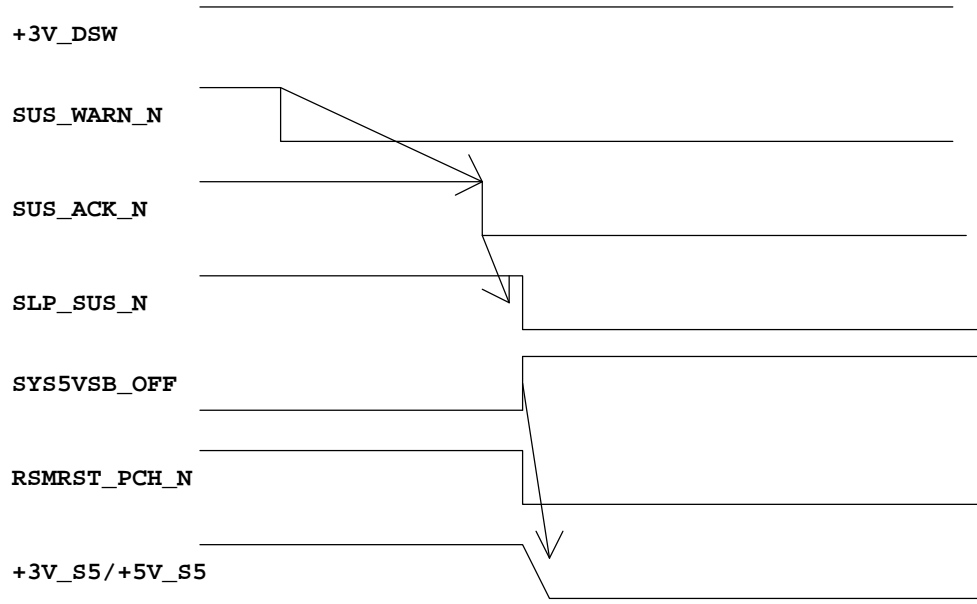 +3V_DSW
SUS_WARN_N
SUS_ACK_N
SLP_SUS_N
SYS5VSB_OFF
RSMRST_PCH_N
+3V_S5/+5V_S5